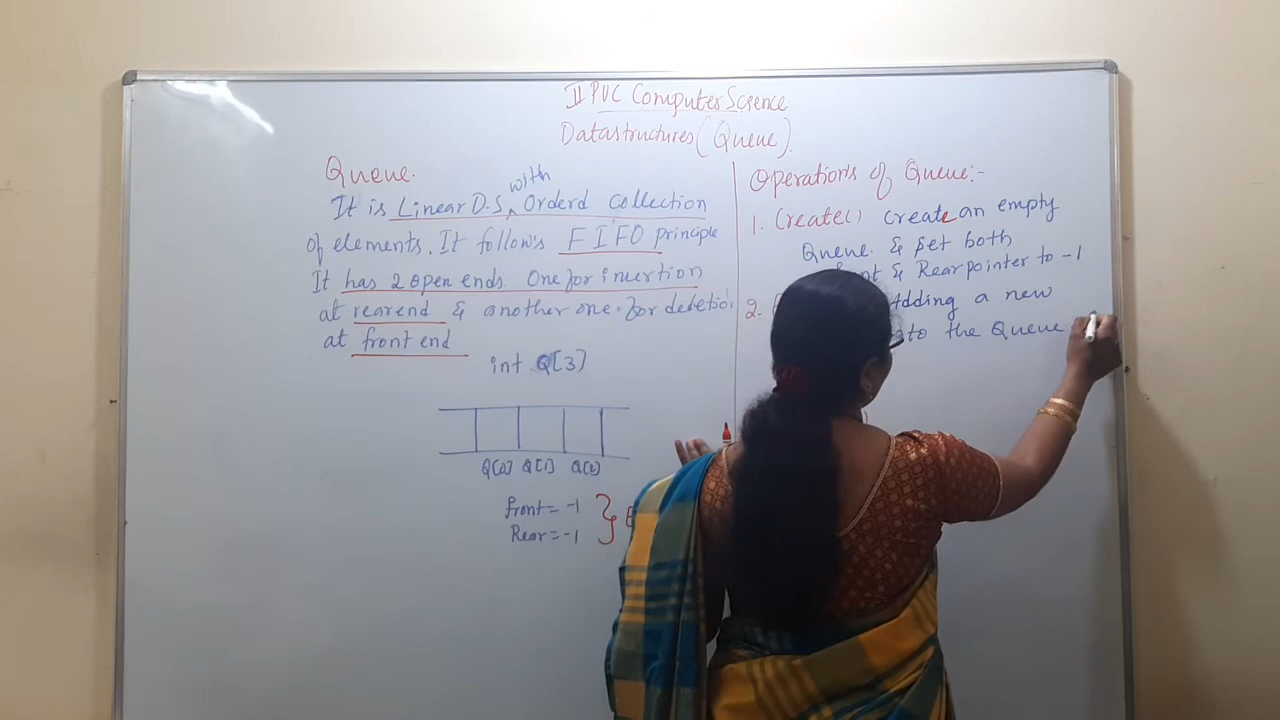 II PUC Computer Science
Datastructures (Queue).
Queue.
It is Linear D.S, with Orderd collection
of elements. It follow's FIFO principle
It has 2 open ends. One for insertion
at rearend & another one for deletion
at front end
int Q[3]
Q[0] Q[1] Q[2]
front = -1
Rear = -1
Operations of Queue:-
1. Create() create an empty
Queue. & set both
& Rear pointer to -1
2. Adding a new
to the Queue